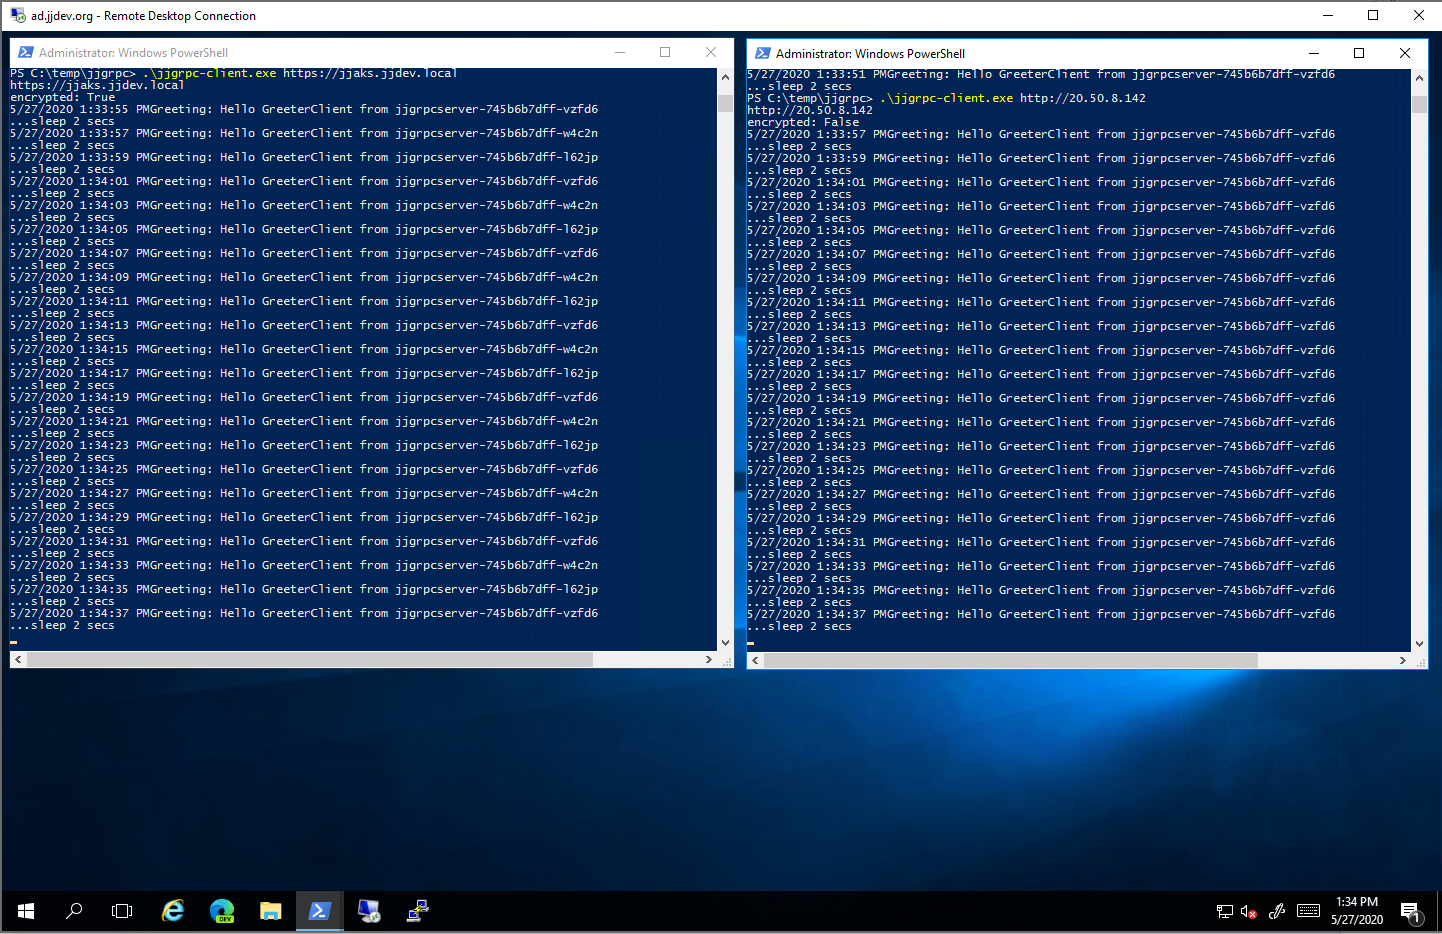 ad.jjdev.org - Remote Desktop Connection
Administrator: Windows PowerShell
PS C:\temp\jjgrpc> .\jjgrpc-client.exe https://jjaks.jjdev.local
https://jjaks.jjdev.local
encrypted: True
5/27/2020 1:33:55 PMGreeting: Hello GreeterClient from jjgrpcserver-745b6b7dff-vzfd6
...sleep 2 secs
5/27/2020 1:33:57 PMGreeting: Hello GreeterClient from jjgrpcserver-745b6b7dff-w4c2n
...sleep 2 secs
5/27/2020 1:33:59 PMGreeting: Hello GreeterClient from jjgrpcserver-745b6b7dff-l62jp
...sleep 2 secs
5/27/2020 1:34:01 PMGreeting: Hello GreeterClient from jjgrpcserver-745b6b7dff-vzfd6
...sleep 2 secs
5/27/2020 1:34:03 PMGreeting: Hello GreeterClient from jjgrpcserver-745b6b7dff-w4c2n
...sleep 2 secs
5/27/2020 1:34:05 PMGreeting: Hello GreeterClient from jjgrpcserver-745b6b7dff-l62jp
...sleep 2 secs
5/27/2020 1:34:07 PMGreeting: Hello GreeterClient from jjgrpcserver-745b6b7dff-vzfd6
...sleep 2 secs
5/27/2020 1:34:09 PMGreeting: Hello GreeterClient from jjgrpcserver-745b6b7dff-w4c2n
...sleep 2 secs
5/27/2020 1:34:11 PMGreeting: Hello GreeterClient from jjgrpcserver-745b6b7dff-l62jp
...sleep 2 secs
5/27/2020 1:34:13 PMGreeting: Hello GreeterClient from jjgrpcserver-745b6b7dff-vzfd6
...sleep 2 secs
5/27/2020 1:34:15 PMGreeting: Hello GreeterClient from jjgrpcserver-745b6b7dff-w4c2n
...sleep 2 secs
5/27/2020 1:34:17 PMGreeting: Hello GreeterClient from jjgrpcserver-745b6b7dff-l62jp
...sleep 2 secs
5/27/2020 1:34:19 PMGreeting: Hello GreeterClient from jjgrpcserver-745b6b7dff-vzfd6
...sleep 2 secs
5/27/2020 1:34:21 PMGreeting: Hello GreeterClient from jjgrpcserver-745b6b7dff-w4c2n
...sleep 2 secs
5/27/2020 1:34:23 PMGreeting: Hello GreeterClient from jjgrpcserver-745b6b7dff-l62jp
...sleep 2 secs
5/27/2020 1:34:25 PMGreeting: Hello GreeterClient from jjgrpcserver-745b6b7dff-vzfd6
...sleep 2 secs
5/27/2020 1:34:27 PMGreeting: Hello GreeterClient from jjgrpcserver-745b6b7dff-w4c2n
...sleep 2 secs
5/27/2020 1:34:29 PMGreeting: Hello GreeterClient from jjgrpcserver-745b6b7dff-l62jp
...sleep 2 secs
5/27/2020 1:34:31 PMGreeting: Hello GreeterClient from jjgrpcserver-745b6b7dff-vzfd6
...sleep 2 secs
5/27/2020 1:34:33 PMGreeting: Hello GreeterClient from jjgrpcserver-745b6b7dff-w4c2n
...sleep 2 secs
5/27/2020 1:34:35 PMGreeting: Hello GreeterClient from jjgrpcserver-745b6b7dff-l62jp
...sleep 2 secs
5/27/2020 1:34:37 PMGreeting: Hello GreeterClient from jjgrpcserver-745b6b7dff-vzfd6
...sleep 2 secs
Administrator: Windows PowerShell
5/27/2020 1:33:51 PMGreeting: Hello GreeterClient from jjgrpcserver-745b6b7dff-vzfd6
...sleep 2 secs
PS C:\temp\jjgrpc> .\jjgrpc-client.exe http://20.50.8.142
http://20.50.8.142
encrypted: False
5/27/2020 1:33:57 PMGreeting: Hello GreeterClient from jjgrpcserver-745b6b7dff-vzfd6
...sleep 2 secs
5/27/2020 1:33:59 PMGreeting: Hello GreeterClient from jjgrpcserver-745b6b7dff-vzfd6
...sleep 2 secs
5/27/2020 1:34:01 PMGreeting: Hello GreeterClient from jjgrpcserver-745b6b7dff-vzfd6
...sleep 2 secs
5/27/2020 1:34:03 PMGreeting: Hello GreeterClient from jjgrpcserver-745b6b7dff-vzfd6
...sleep 2 secs
5/27/2020 1:34:05 PMGreeting: Hello GreeterClient from jjgrpcserver-745b6b7dff-vzfd6
...sleep 2 secs
5/27/2020 1:34:07 PMGreeting: Hello GreeterClient from jjgrpcserver-745b6b7dff-vzfd6
...sleep 2 secs
5/27/2020 1:34:09 PMGreeting: Hello GreeterClient from jjgrpcserver-745b6b7dff-vzfd6
...sleep 2 secs
5/27/2020 1:34:11 PMGreeting: Hello GreeterClient from jjgrpcserver-745b6b7dff-vzfd6
...sleep 2 secs
5/27/2020 1:34:13 PMGreeting: Hello GreeterClient from jjgrpcserver-745b6b7dff-vzfd6
...sleep 2 secs
5/27/2020 1:34:15 PMGreeting: Hello GreeterClient from jjgrpcserver-745b6b7dff-vzfd6
...sleep 2 secs
5/27/2020 1:34:17 PMGreeting: Hello GreeterClient from jjgrpcserver-745b6b7dff-vzfd6
...sleep 2 secs
5/27/2020 1:34:19 PMGreeting: Hello GreeterClient from jjgrpcserver-745b6b7dff-vzfd6
...sleep 2 secs
5/27/2020 1:34:21 PMGreeting: Hello GreeterClient from jjgrpcserver-745b6b7dff-vzfd6
...sleep 2 secs
5/27/2020 1:34:23 PMGreeting: Hello GreeterClient from jjgrpcserver-745b6b7dff-vzfd6
...sleep 2 secs
5/27/2020 1:34:25 PMGreeting: Hello GreeterClient from jjgrpcserver-745b6b7dff-vzfd6
...sleep 2 secs
5/27/2020 1:34:27 PMGreeting: Hello GreeterClient from jjgrpcserver-745b6b7dff-vzfd6
...sleep 2 secs
5/27/2020 1:34:29 PMGreeting: Hello GreeterClient from jjgrpcserver-745b6b7dff-vzfd6
...sleep 2 secs
5/27/2020 1:34:31 PMGreeting: Hello GreeterClient from jjgrpcserver-745b6b7dff-vzfd6
...sleep 2 secs
5/27/2020 1:34:33 PMGreeting: Hello GreeterClient from jjgrpcserver-745b6b7dff-vzfd6
...sleep 2 secs
5/27/2020 1:34:35 PMGreeting: Hello GreeterClient from jjgrpcserver-745b6b7dff-vzfd6
...sleep 2 secs
5/27/2020 1:34:37 PMGreeting: Hello GreeterClient from jjgrpcserver-745b6b7dff-vzfd6
...sleep 2 secs
DEV
1:34 PM
5/27/2020
1